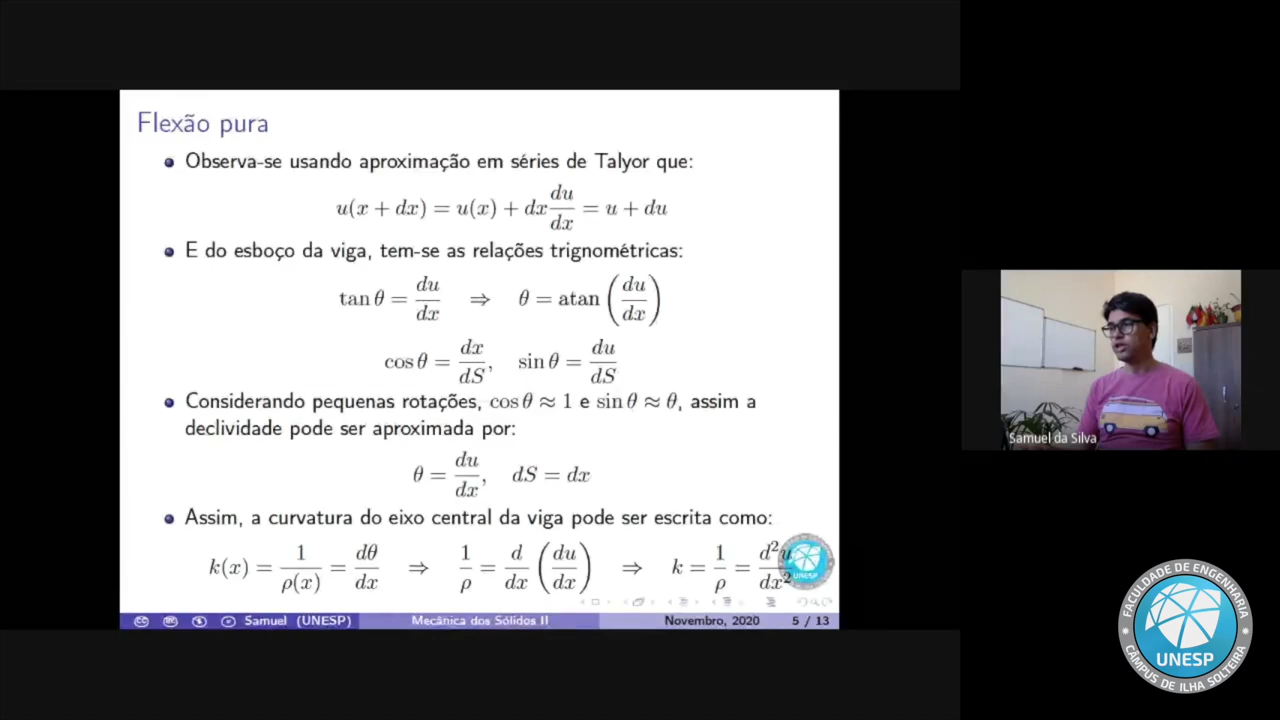 Flexão pura
Observa-se usando aproximação em séries de Talyor que:
u(x + dx) = u(x) + dx du/dx = u + du
E do esboço da viga, tem-se as relações trignométricas:
tan θ = du/dx ⇒ θ = atan (du/dx)
cos θ = dx/dS, sin θ = du/dS
Considerando pequenas rotações, cos θ ≈ 1 e sin θ ≈ θ, assim a
declividade pode ser aproximada por:
θ = du/dx, dS = dx
Assim, a curvatura do eixo central da viga pode ser escrita como:
k(x) = 1/ρ(x) = dθ/dx ⇒ 1/ρ = d/dx (du/dx) ⇒ k = 1/ρ = d²u/dx²
UNESP
Samuel (UNESP) Mecânica dos Sólidos II Novembro, 2020 5 / 13
Samuel da Silva
FACULDADE DE ENGENHARIA
UNESP
CÂMPUS DE ILHA SOLTEIRA